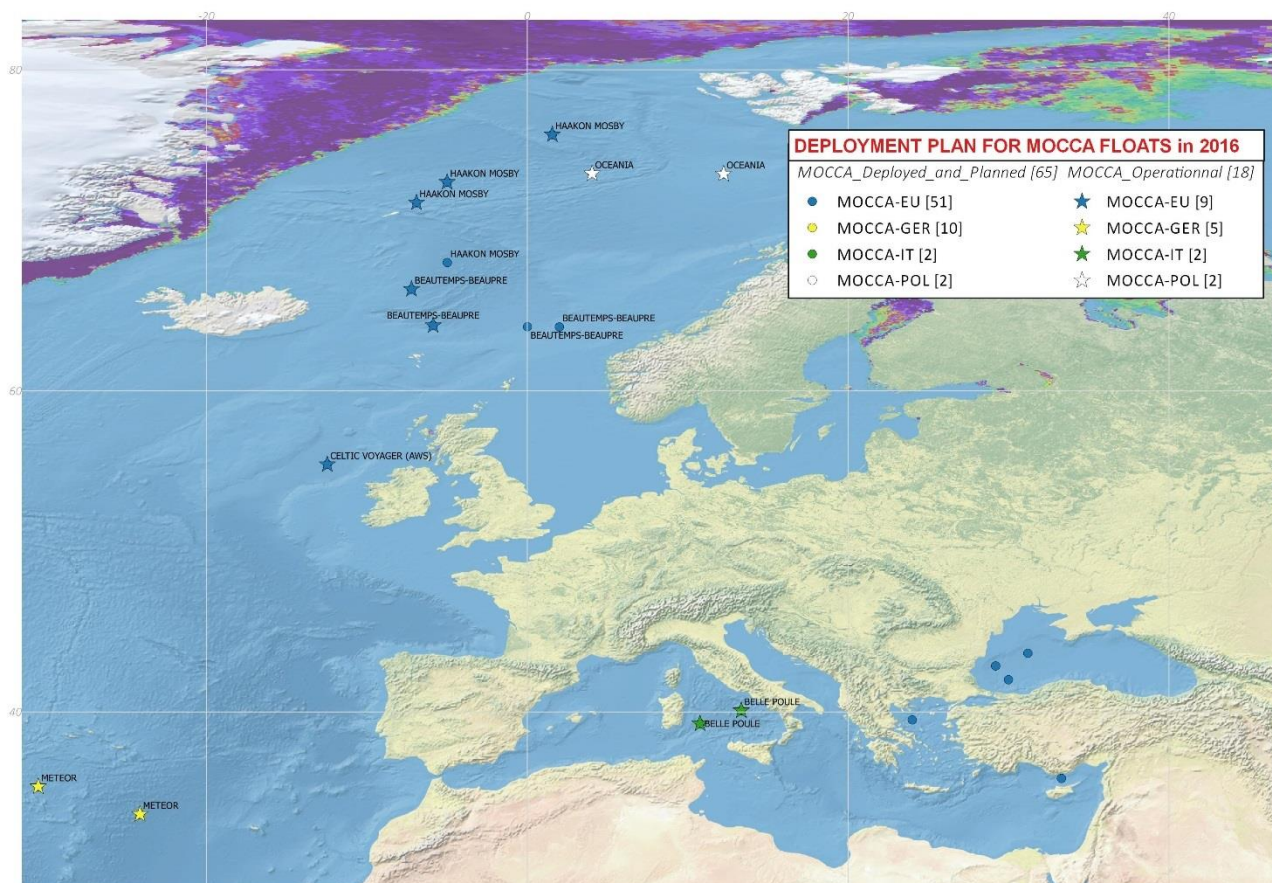 -20 0 20 40
80
HAAKON MOSBY
DEPLOYMENT PLAN FOR MOCCA FLOATS in 2016
MOCCA_Deployed_and_Planned [65] MOCCA_Operationnal [18]
MOCCA-EU [51] MOCCA-EU [9]
MOCCA-GER [10] MOCCA-GER [5]
MOCCA-IT [2] MOCCA-IT [2]
MOCCA-POL [2] MOCCA-POL [2]
OCEANIA OCEANIA
HAAKON MOSBY
HAAKON MOSBY
HAAKON MOSBY
BEAUTEMPS-BEAUPRE
BEAUTEMPS-BEAUPRE BEAUTEMPS-BEAUPRE
BEAUTEMPS-BEAUPRE
60
CELTIC VOYAGER (AWS)
BELLE POULE
40
BELLE POULE
METEOR
METEOR